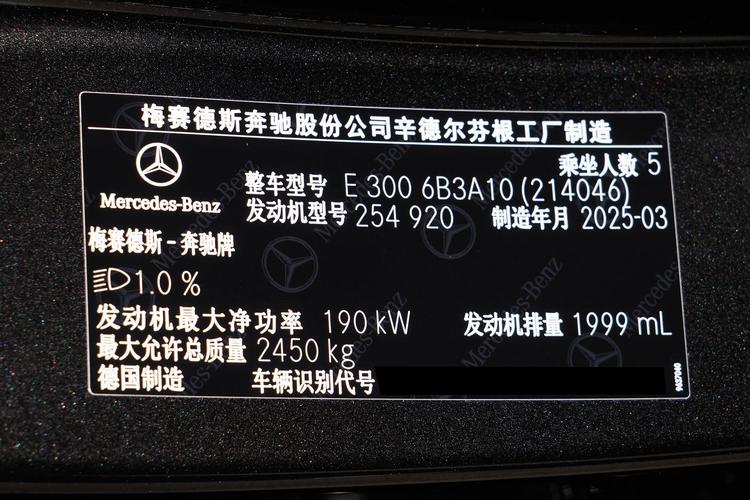 梅赛德斯奔驰股份公司辛德尔芬根工厂制造
乘坐人数 5
Mercedes-Benz
整车型号 E 300 6B3A10 (214046)
发动机型号 254 920 制造年月 2025-03
梅赛德斯-奔驰牌
1.0 %
发动机最大净功率 190 kW 发动机排量 1999 mL
最大允许总质量 2450 kg
德国制造 车辆识别代号